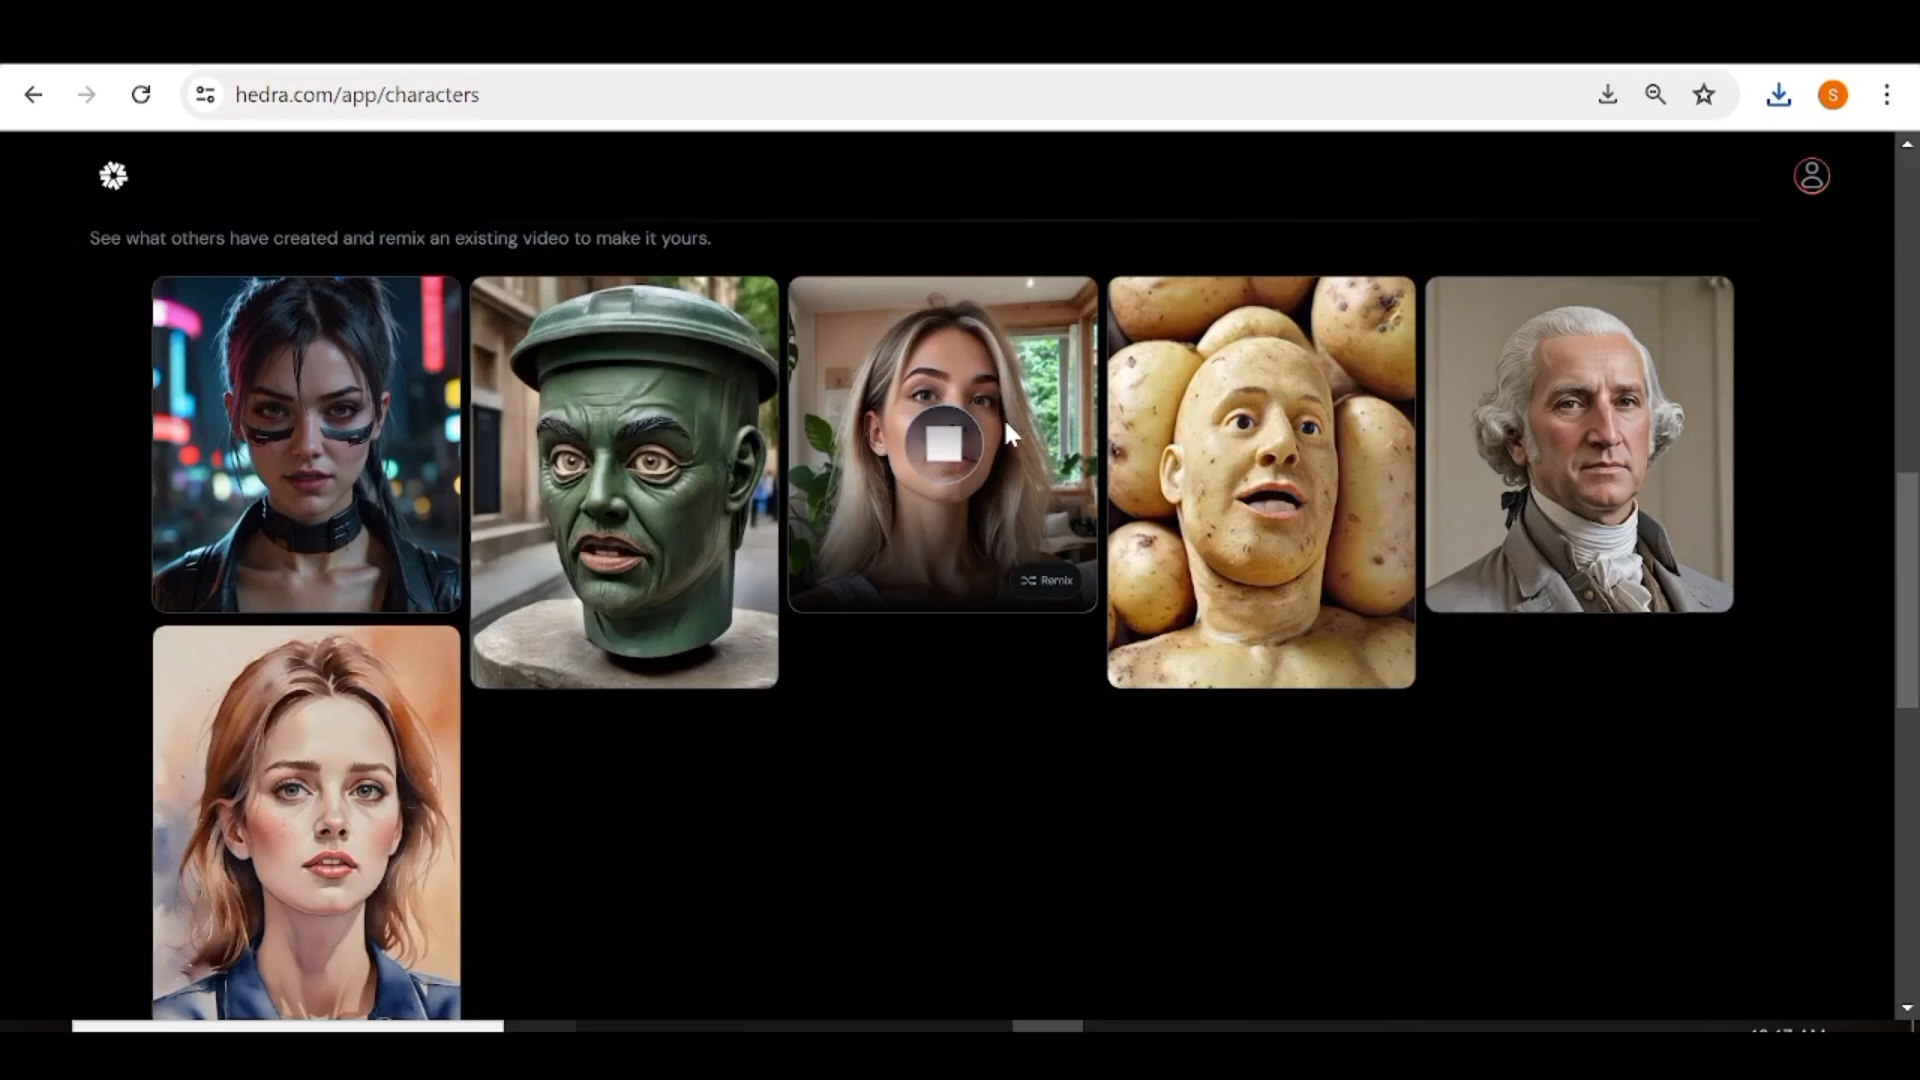 hedra.com/app/characters
S
See what others have created and remix an existing video to make it yours.
Remix